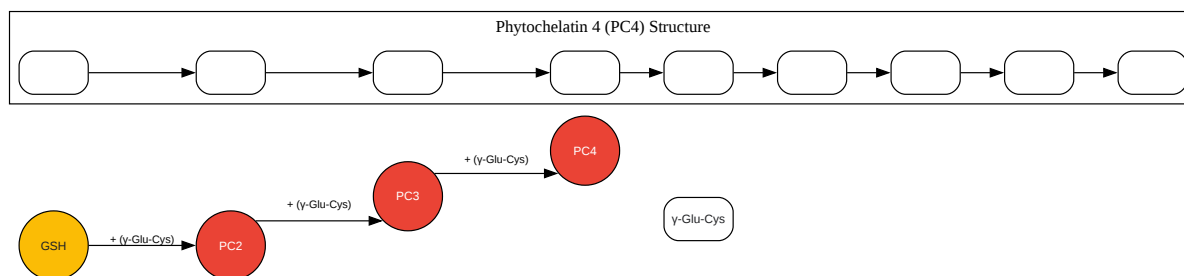 Phytochelatin 4 (PC4) Structure
PC4
+ (γ-Glu-Cys)
PC3
+ (γ-Glu-Cys)
γ-Glu-Cys
GSH
+ (γ-Glu-Cys)
PC2